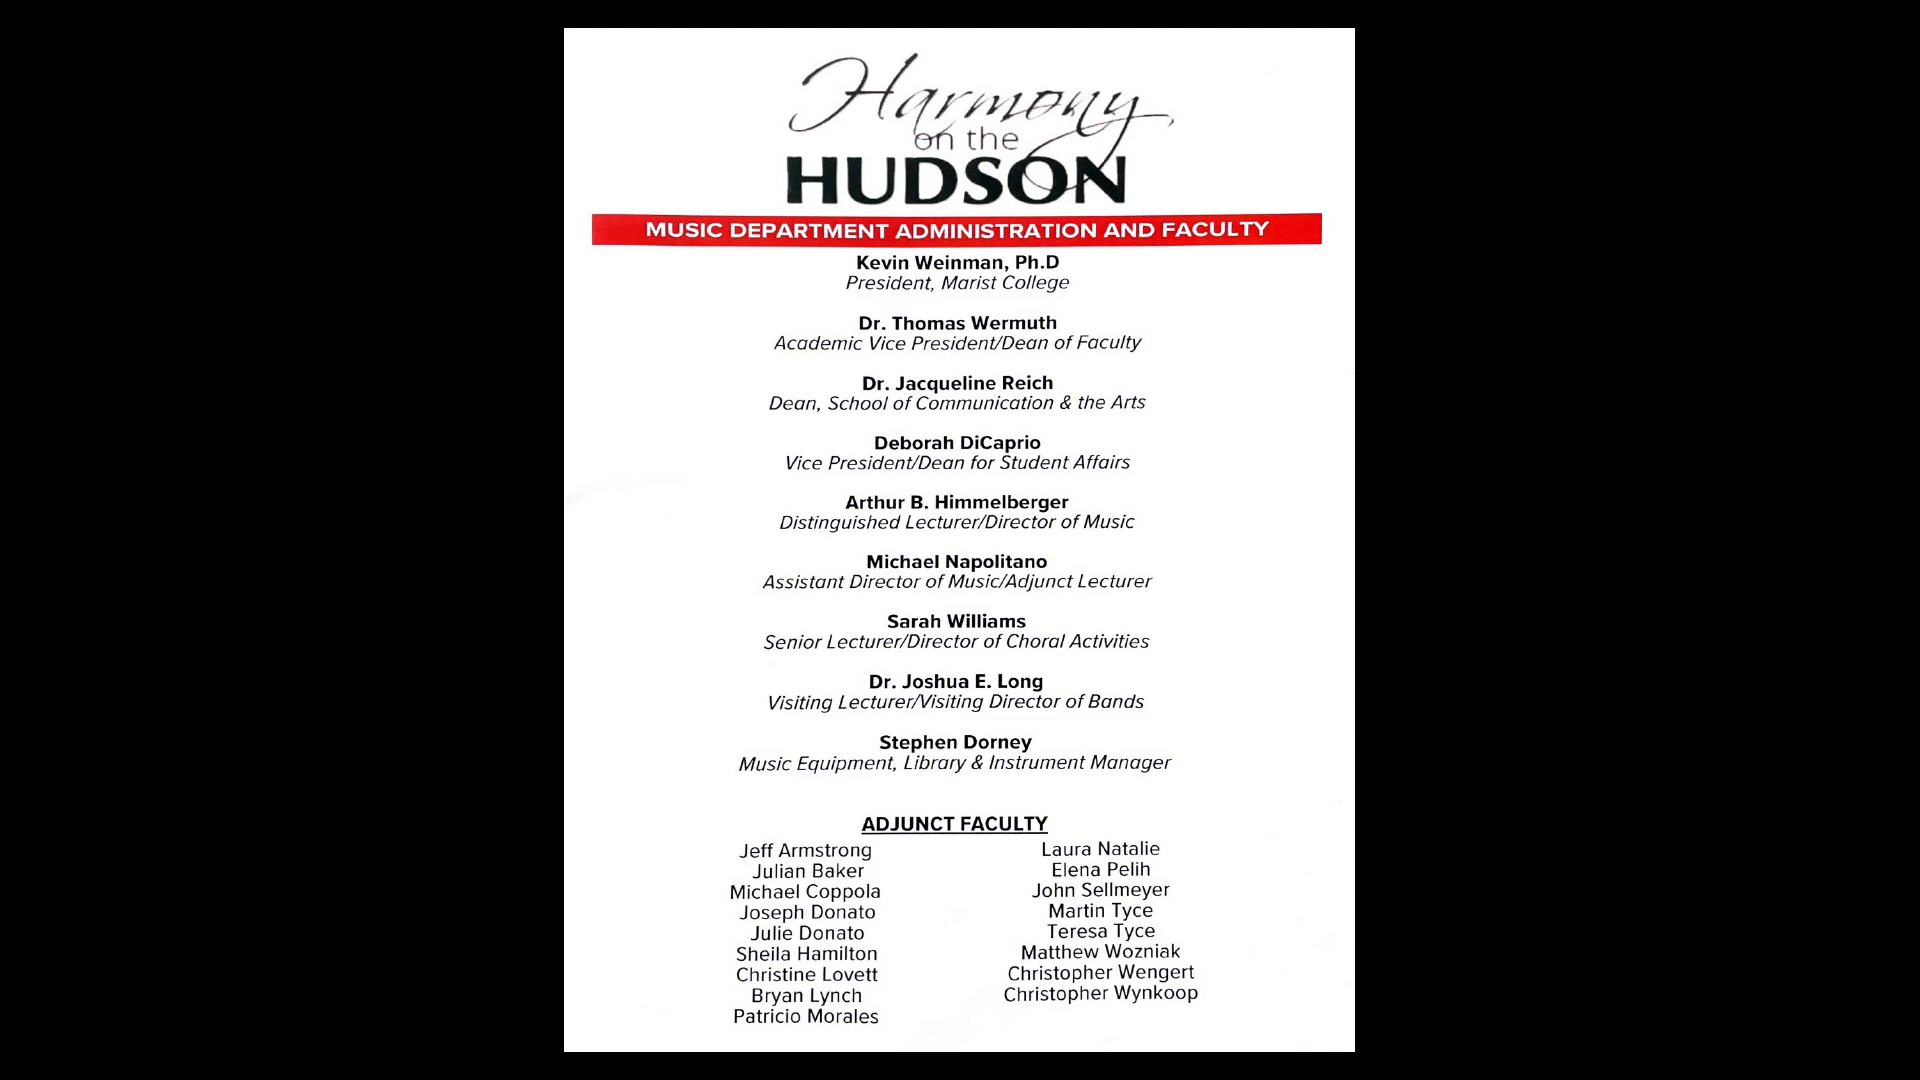 Harmony
on the
HUDSON
MUSIC DEPARTMENT ADMINISTRATION AND FACULTY
Kevin Weinman, Ph.D
President, Marist College
Dr. Thomas Wermuth
Academic Vice President/Dean of Faculty
Dr. Jacqueline Reich
Dean, School of Communication & the Arts
Deborah DiCaprio
Vice President/Dean for Student Affairs
Arthur B. Himmelberger
Distinguished Lecturer/Director of Music
Michael Napolitano
Assistant Director of Music/Adjunct Lecturer
Sarah Williams
Senior Lecturer/Director of Choral Activities
Dr. Joshua E. Long
Visiting Lecturer/Visiting Director of Bands
Stephen Dorney
Music Equipment, Library & Instrument Manager
ADJUNCT FACULTY
Jeff Armstrong
Julian Baker
Michael Coppola
Joseph Donato
Julie Donato
Sheila Hamilton
Christine Lovett
Bryan Lynch
Patricio Morales
Laura Natalie
Elena Pelih
John Sellmeyer
Martin Tyce
Teresa Tyce
Matthew Wozniak
Christopher Wengert
Christopher Wynkoop